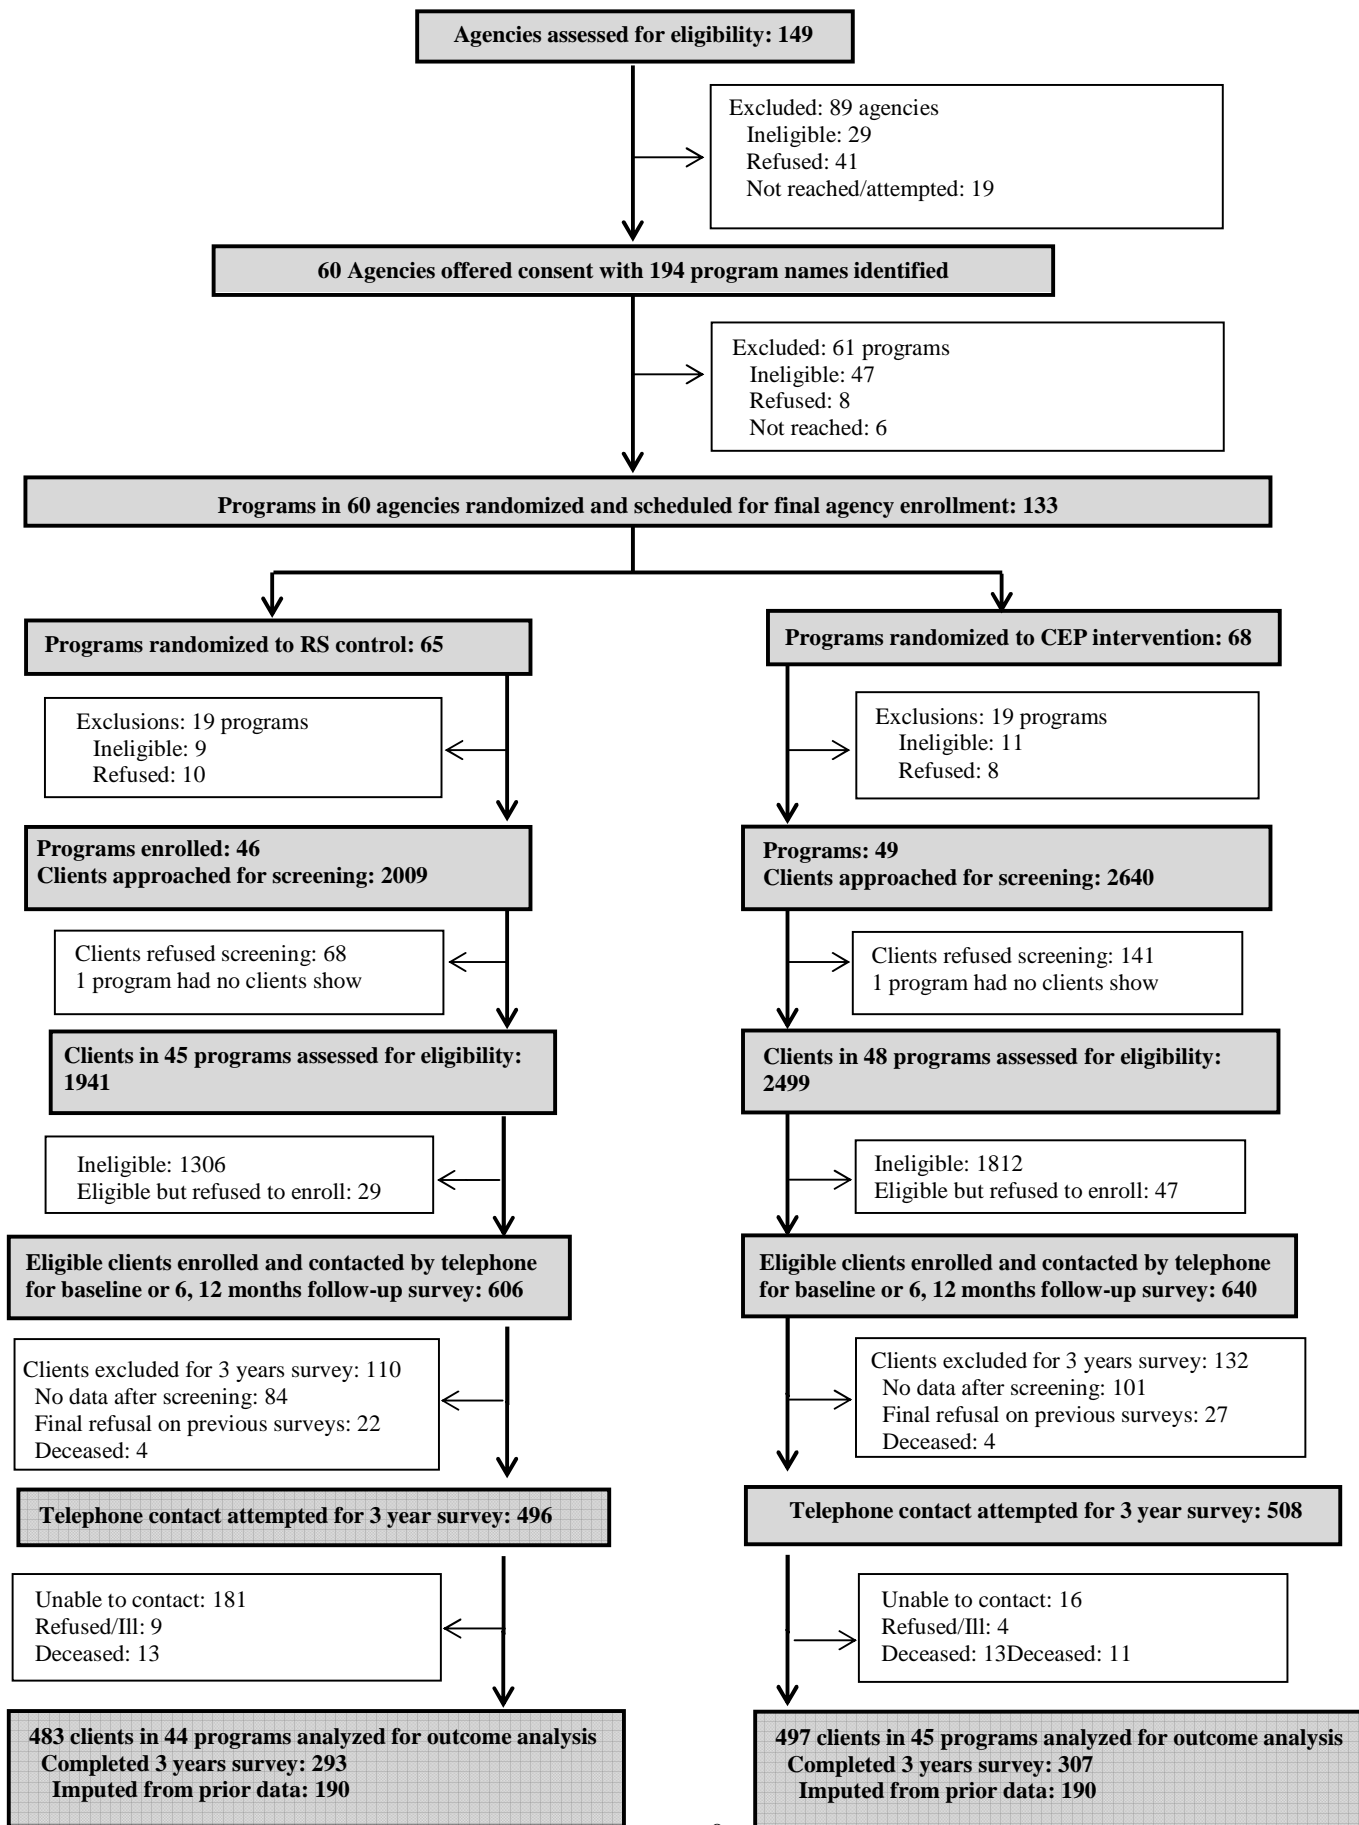 Agencies assessed for eligibility: 149
Excluded: 89 agencies
Ineligible: 29
Refused: 41
Not reached/attempted: 19
60 Agencies offered consent with 194 program names identified
Excluded: 61 programs
Ineligible: 47
Refused: 8
Not reached: 6
Programs in 60 agencies randomized and scheduled for final agency enrollment: 133
Programs randomized to RS control: 65
Programs randomized to CEP intervention: 68
Exclusions: 19 programs
Ineligible: 9
Refused: 10
Exclusions: 19 programs
Ineligible: 11
Refused: 8
Programs enrolled: 46
Clients approached for screening: 2009
Programs: 49
Clients approached for screening: 2640
Clients refused screening: 68
1 program had no clients show
Clients refused screening: 141
1 program had no clients show
Clients in 45 programs assessed for eligibility:
1941
Clients in 48 programs assessed for eligibility:
2499
Ineligible: 1306
Eligible but refused to enroll: 29
Ineligible: 1812
Eligible but refused to enroll: 47
Eligible clients enrolled and contacted by telephone
for baseline or 6, 12 months follow-up survey: 606
Eligible clients enrolled and contacted by telephone
for baseline or 6, 12 months follow-up survey: 640
Clients excluded for 3 years survey: 110
No data after screening: 84
Final refusal on previous surveys: 22
Deceased: 4
Clients excluded for 3 years survey: 132
No data after screening: 101
Final refusal on previous surveys: 27
Deceased: 4
Telephone contact attempted for 3 year survey: 496
Telephone contact attempted for 3 year survey: 508
Unable to contact: 181
Refused/Ill: 9
Deceased: 13
Unable to contact: 16
Refused/Ill: 4
Deceased: 13Deceased: 11
483 clients in 44 programs analyzed for outcome analysis
Completed 3 years survey: 293
Imputed from prior data: 190
497 clients in 45 programs analyzed for outcome analysis
Completed 3 years survey: 307
Imputed from prior data: 190